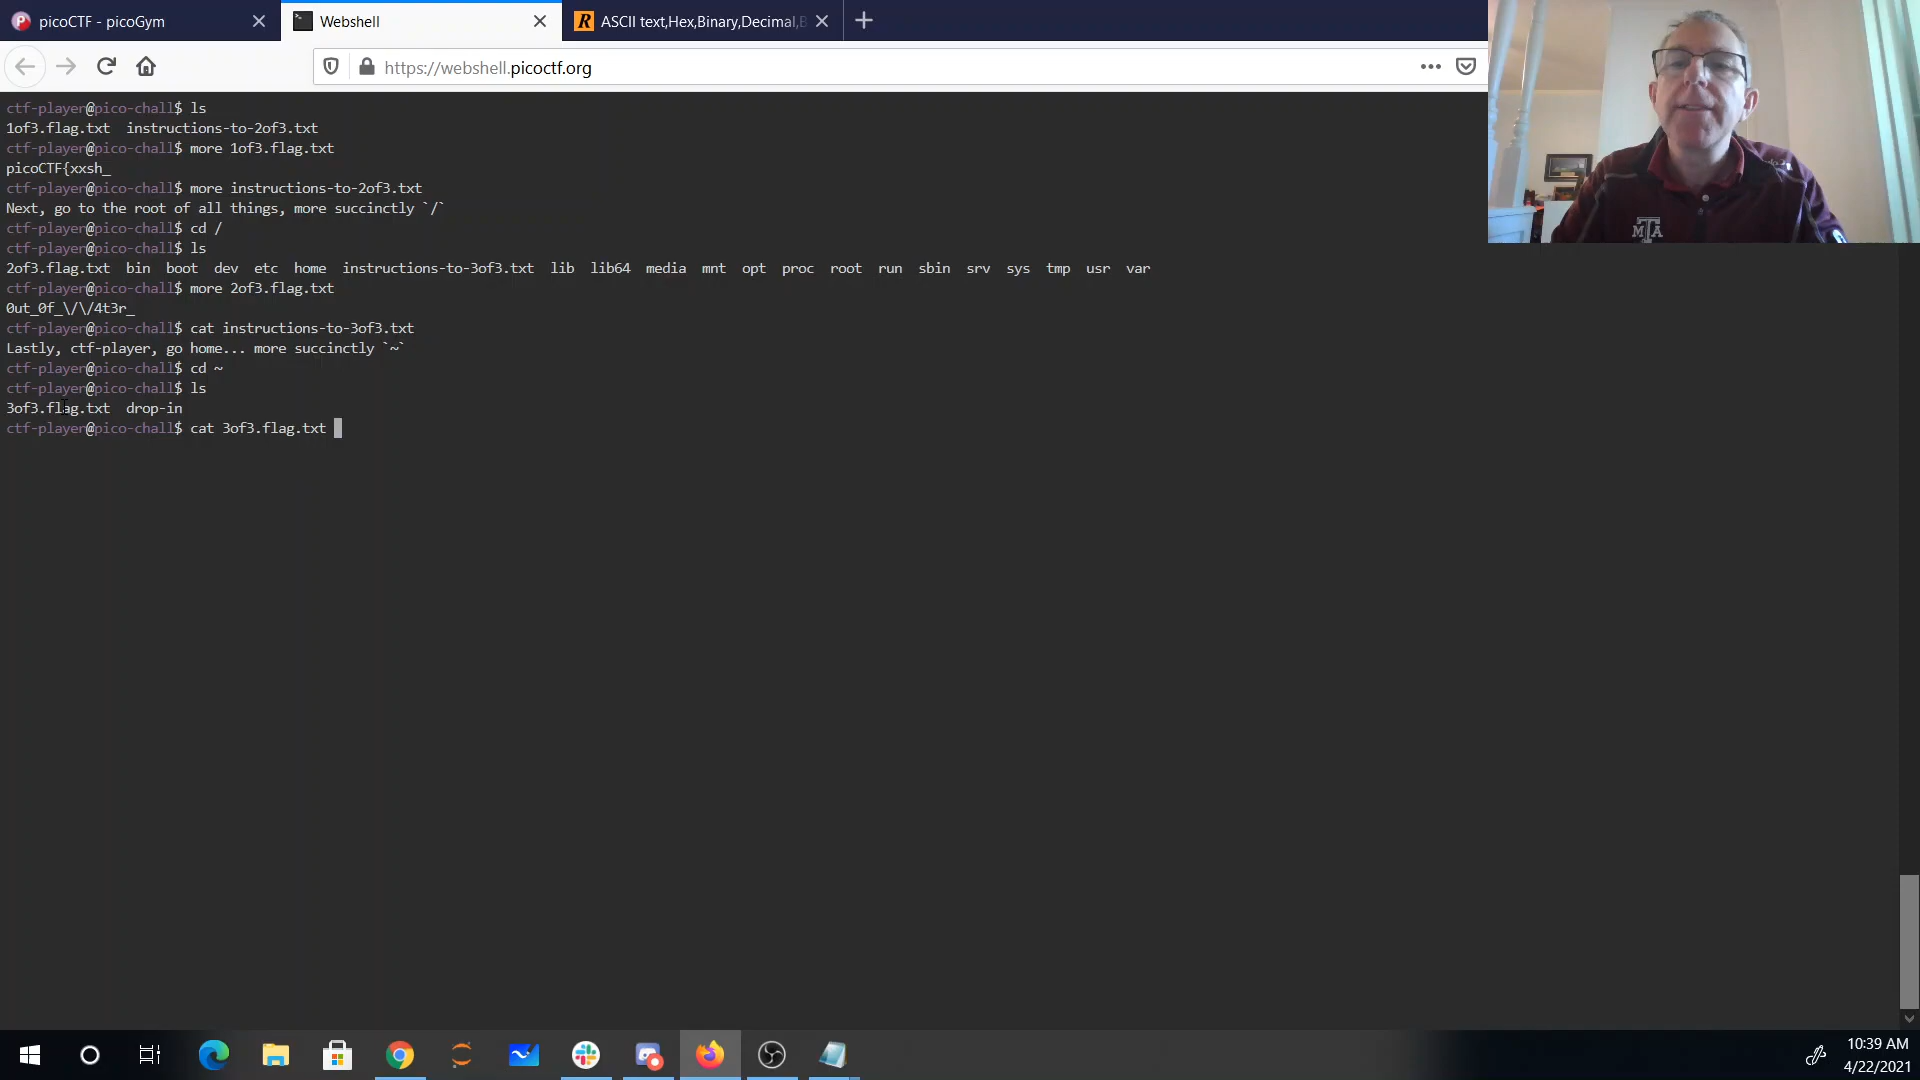 picoCTF - picoGym
Webshell
ASCII text,Hex,Binary,Decimal,B
https://webshell.picoctf.org
ctf-player@pico-chall$ ls
1of3.flag.txt  instructions-to-2of3.txt
ctf-player@pico-chall$ more 1of3.flag.txt
picoCTF{xxsh_
ctf-player@pico-chall$ more instructions-to-2of3.txt
Next, go to the root of all things, more succinctly `/`
ctf-player@pico-chall$ cd /
ctf-player@pico-chall$ ls
2of3.flag.txt  bin  boot  dev  etc  home  instructions-to-3of3.txt  lib  lib64  media  mnt  opt  proc  root  run  sbin  srv  sys  tmp  usr  var
ctf-player@pico-chall$ more 2of3.flag.txt
0ut_0f_\/\/4t3r_
ctf-player@pico-chall$ cat instructions-to-3of3.txt
Lastly, ctf-player, go home... more succinctly `~`
ctf-player@pico-chall$ cd ~
ctf-player@pico-chall$ ls
3of3.flag.txt  drop-in
ctf-player@pico-chall$ cat 3of3.flag.txt
TAM
10:39 AM
4/22/2021